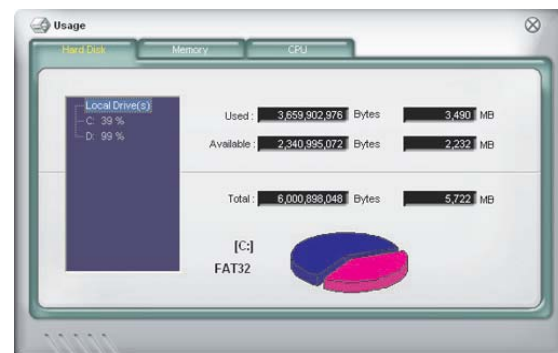 Usage
Hard Disk Memory CPU
Local Drive(s)
C: 39 %
D: 99 %
Used : 3,659,902,976 Bytes 3,490 MB
Available : 2,340,995,072 Bytes 2,232 MB
Total : 6,000,898,048 Bytes 5,722 MB
[C:]
FAT32